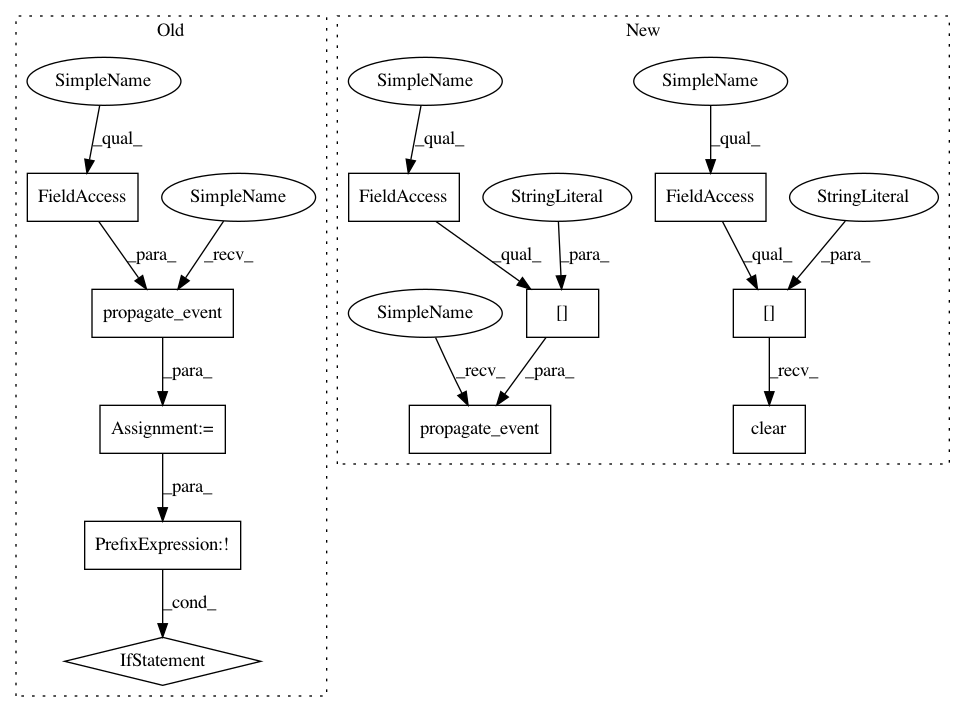 Old
New
SimpleName
SimpleName
SimpleName
_qual_
_qual_
_qual_
FieldAccess
SimpleName
FieldAccess
StringLiteral
FieldAccess
StringLiteral
_para_
_recv_
_qual_
_para_
_qual_
_para_
propagate_event
SimpleName
[]
[]
_para_
_recv_
_para_
_recv_
Assignment:=
propagate_event
clear
_para_
PrefixExpression:!
_cond_
IfStatement